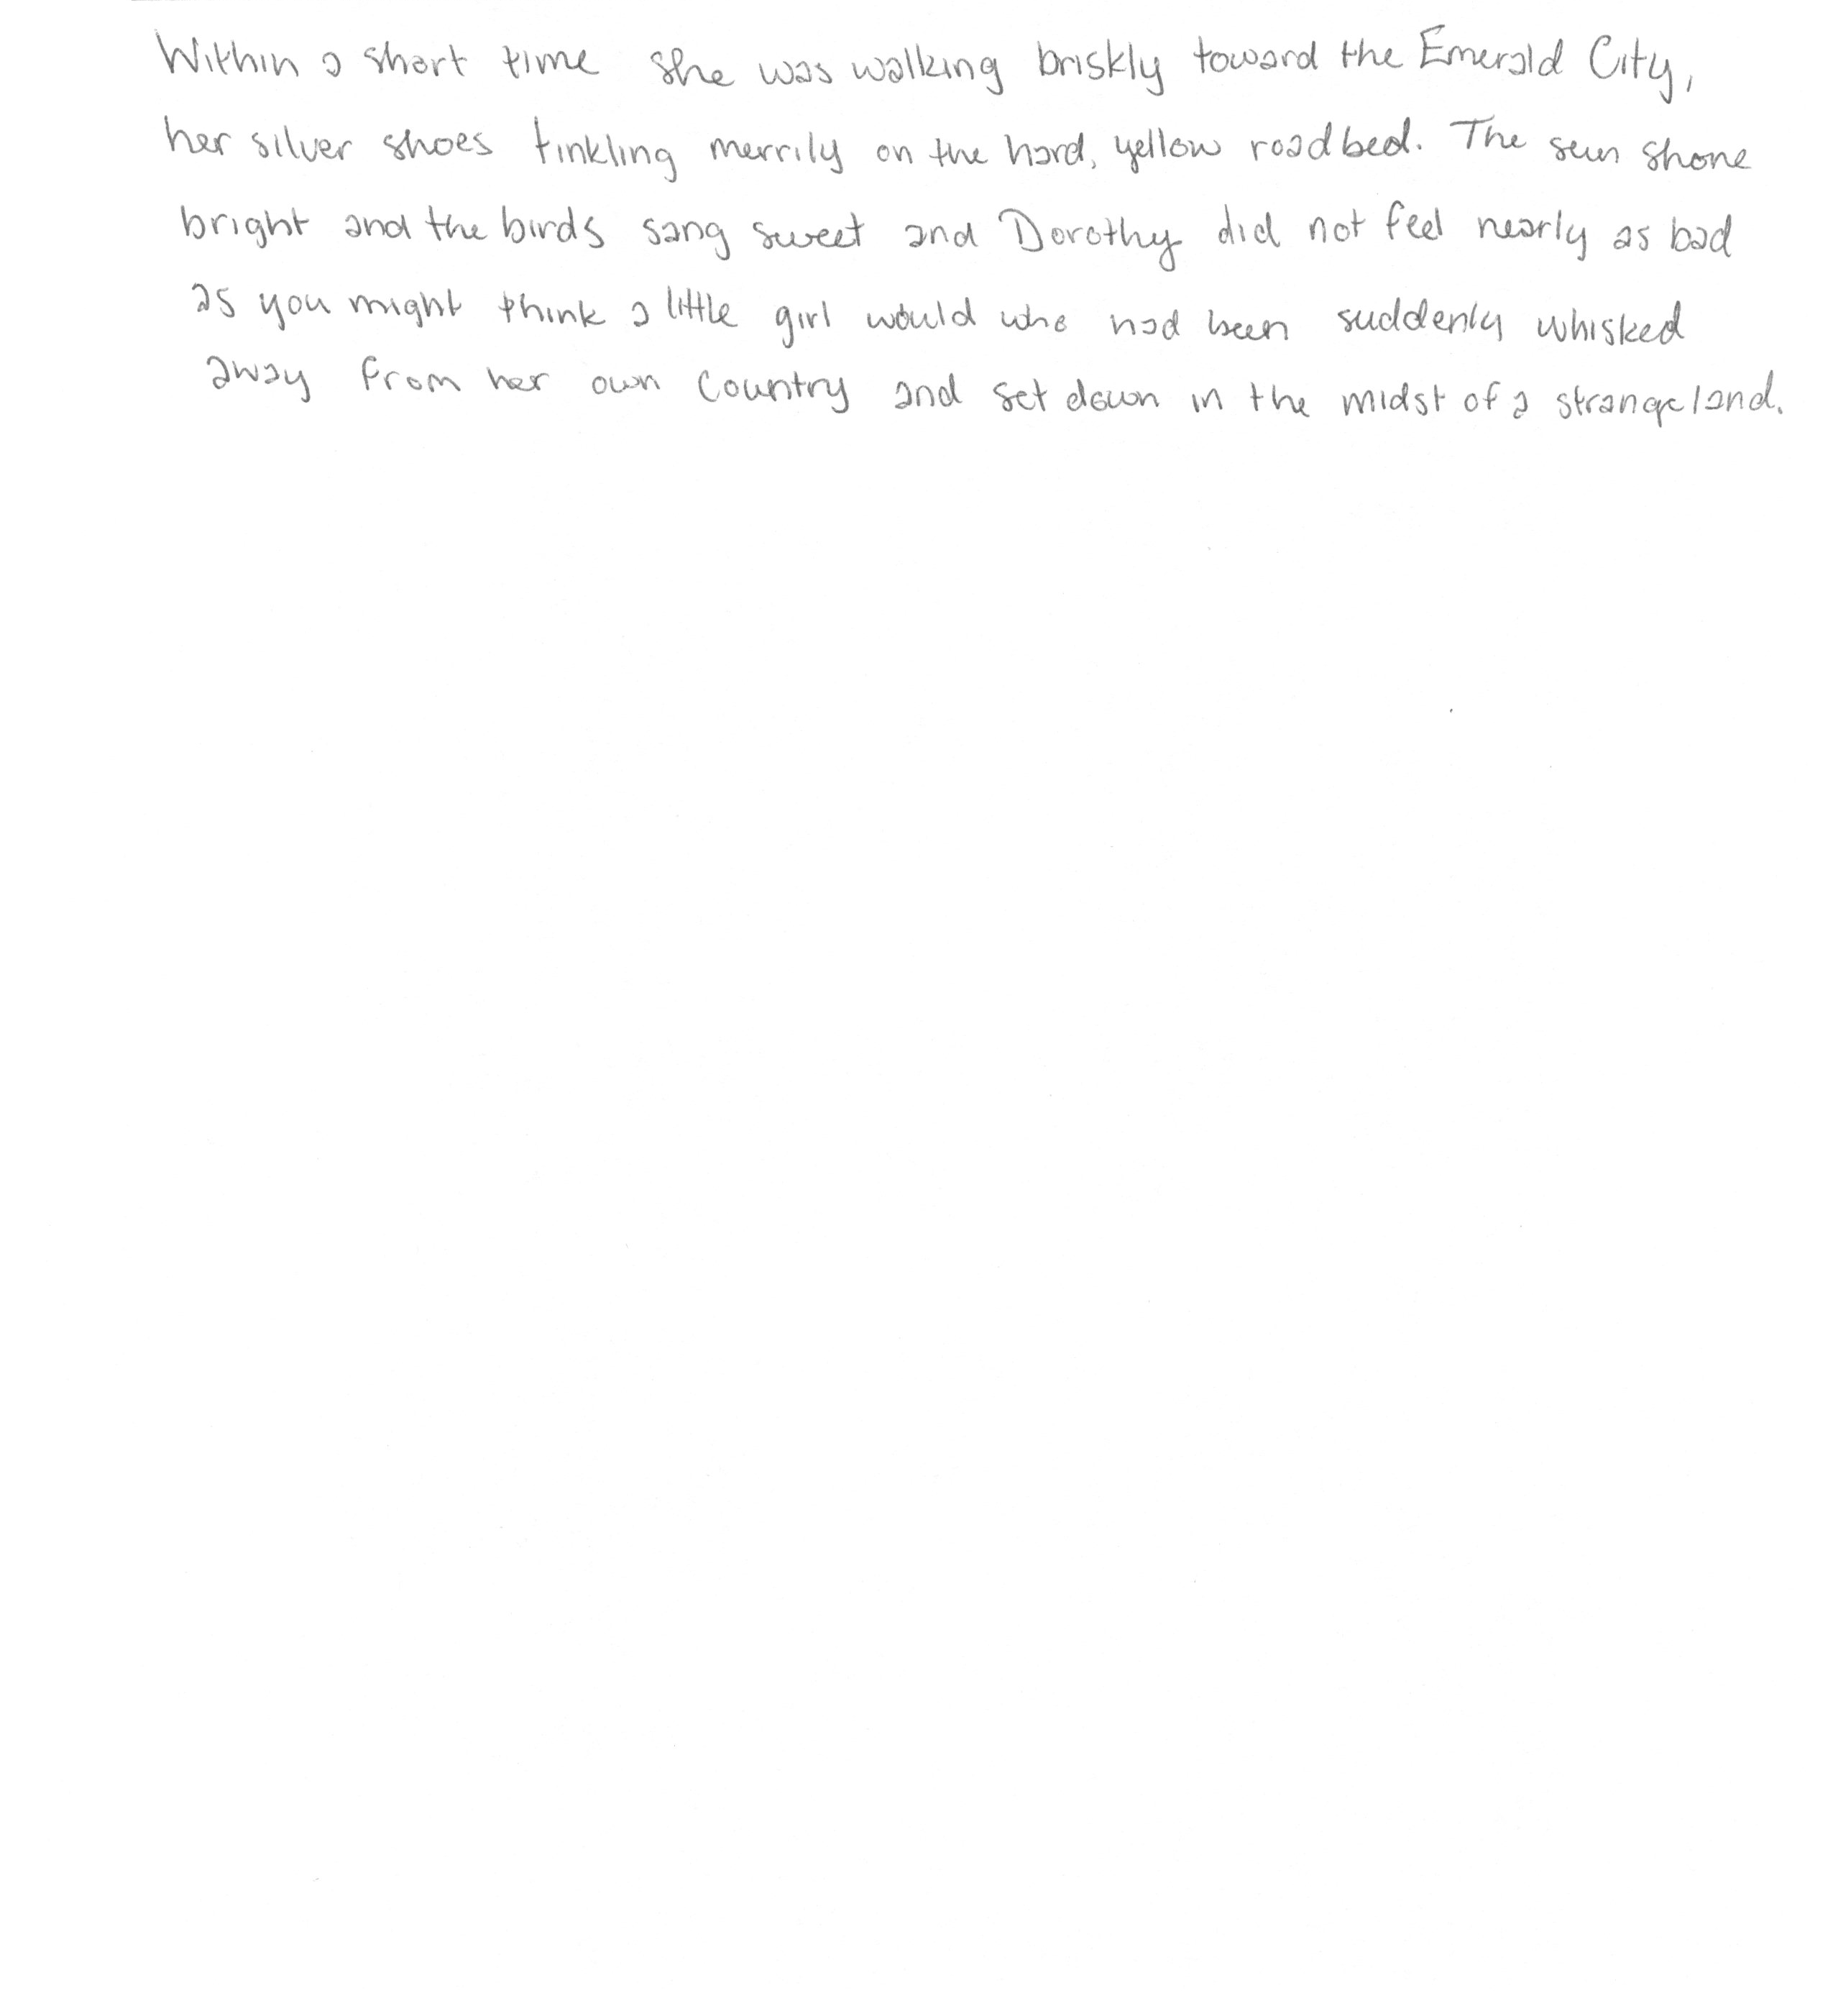 Within a short time she was walking briskly toward the Emerald City,
her silver shoes tinkling merrily on the hard, yellow roadbed. The sun shone
bright and the birds sang sweet and Dorothy did not feel nearly as bad
as you might think a little girl would who had been suddenly whisked
away from her own country and set down in the midst of a strange land.